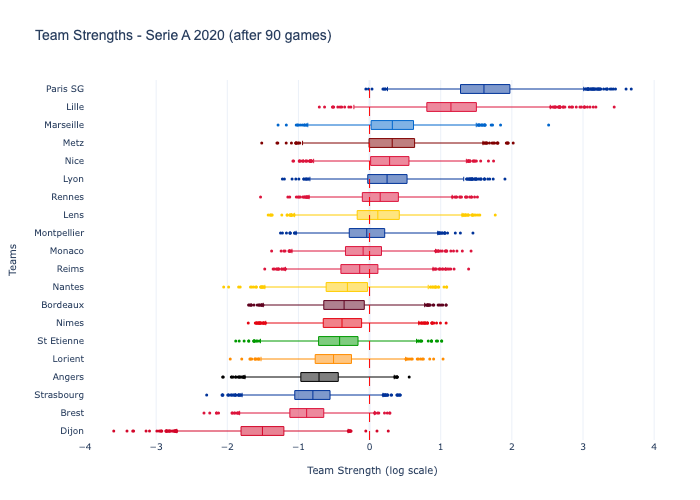 Team Strengths - Serie A 2020 (after 90 games)
Teams
Paris SG
Lille
Marseille
Metz
Nice
Lyon
Rennes
Lens
Montpellier
Monaco
Reims
Nantes
Bordeaux
Nimes
St Etienne
Lorient
Angers
Strasbourg
Brest
Dijon
−4 −3 −2 −1 0 1 2 3 4
Team Strength (log scale)